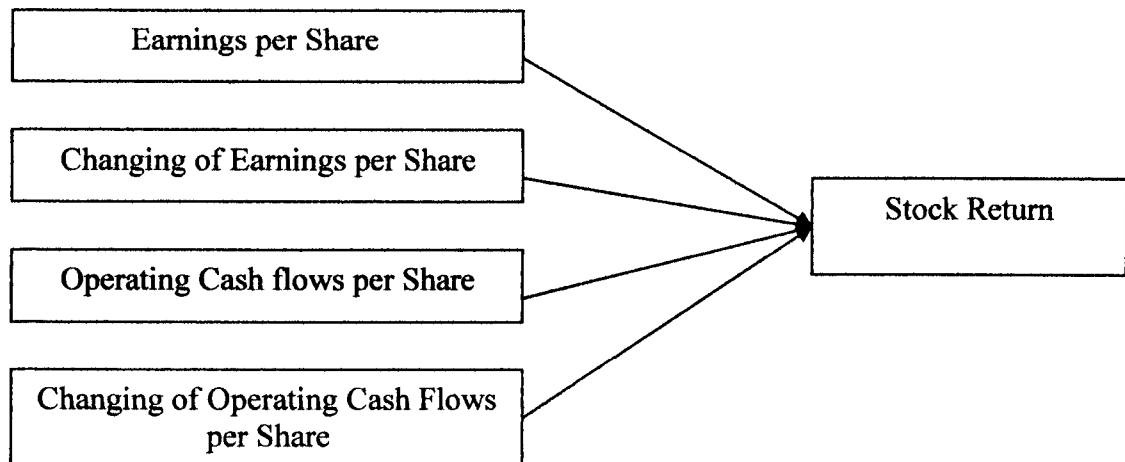 Earnings per Share
Changing of Earnings per Share
Stock Return
Operating Cash flows per Share
Changing of Operating Cash Flows
per Share